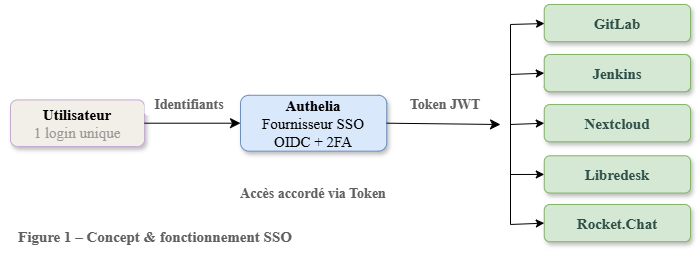 GitLab
Jenkins
Utilisateur
1 login unique
Identifiants
Authelia
Fournisseur SSO
OIDC + 2FA
Token JWT
Nextcloud
Libredesk
Accès accordé via Token
Rocket.Chat
Figure 1 – Concept & fonctionnement SSO